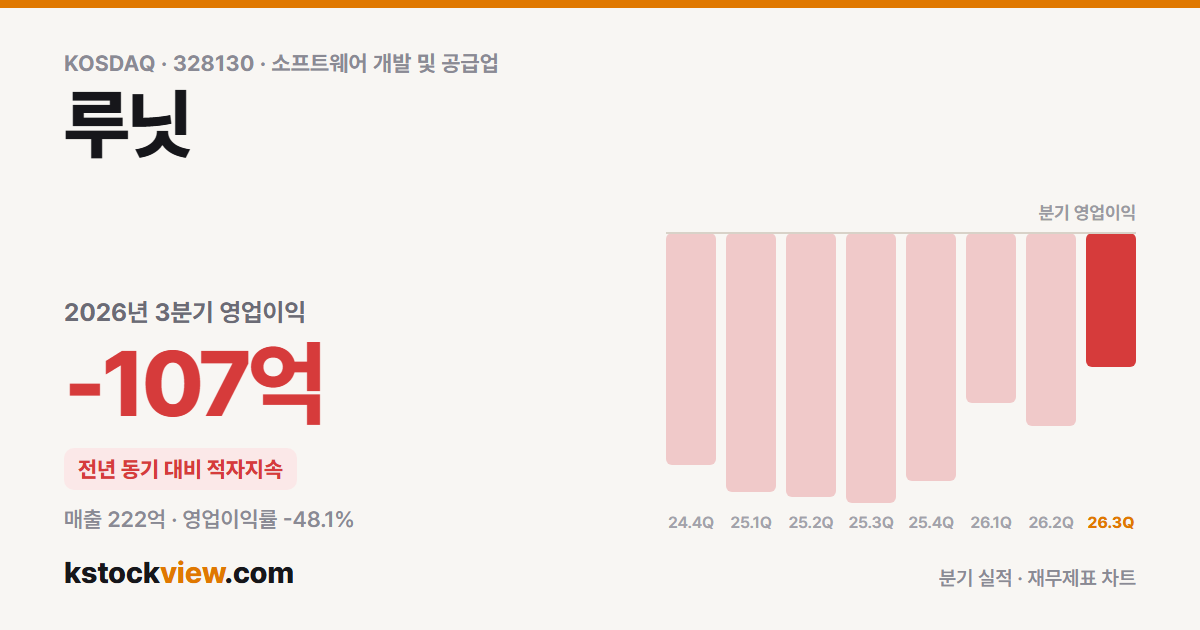 KOSDAQ · 328130 · 소프트웨어 개발 및 공급업
루닛
분기 영업이익
2026년 3분기 영업이익
-107억
전년 동기 대비 적자지속
매출 222억 · 영업이익률 -48.1%
24.4Q 25.1Q 25.2Q 25.3Q 25.4Q 26.1Q 26.2Q 26.3Q
kstockview.com
분기 실적 · 재무제표 차트